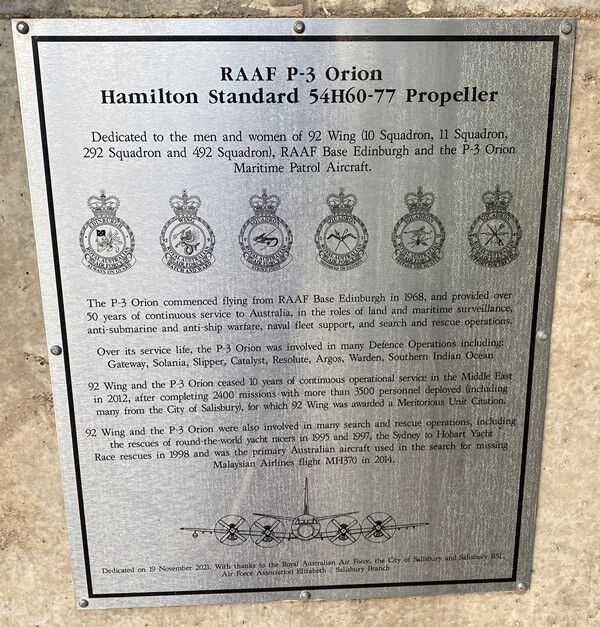 RAAF P-3 Orion
Hamilton Standard 54H60-77 Propeller
Dedicated to the men and women of 92 Wing (10 Squadron, 11 Squadron,
292 Squadron and 492 Squadron), RAAF Base Edinburgh and the P-3 Orion
Maritime Patrol Aircraft.
The P-3 Orion commenced flying from RAAF Base Edinburgh in 1968, and provided over
50 years of continuous service to Australia, in the roles of land and maritime surveillance,
anti-submarine and anti-ship warfare, naval fleet support, and search and rescue operations.
Over its service life, the P-3 Orion was involved in many Defence Operations including:
Gateway, Solania, Slipper, Catalyst, Resolute, Argos, Warden, Southern Indian Ocean
92 Wing and the P-3 Orion ceased 10 years of continuous operational service in the Middle East
in 2012, after completing 2400 missions with more than 3500 personnel deployed (including
many from the City of Salisbury), for which 92 Wing was awarded a Meritorious Unit Citation.
92 Wing and the P-3 Orion were also involved in many search and rescue operations, including
the rescues of round-the-world yacht racers in 1995 and 1997, the Sydney to Hobart Yacht
Race rescues in 1998 and was the primary Australian aircraft used in the search for missing
Malaysian Airlines flight MH370 in 2014.
Dedicated on 19 November 2021. With thanks to the Royal Australian Air Force, the City of Salisbury and Salisbury RSL,
Air Force Association Elizabeth / Salisbury Branch